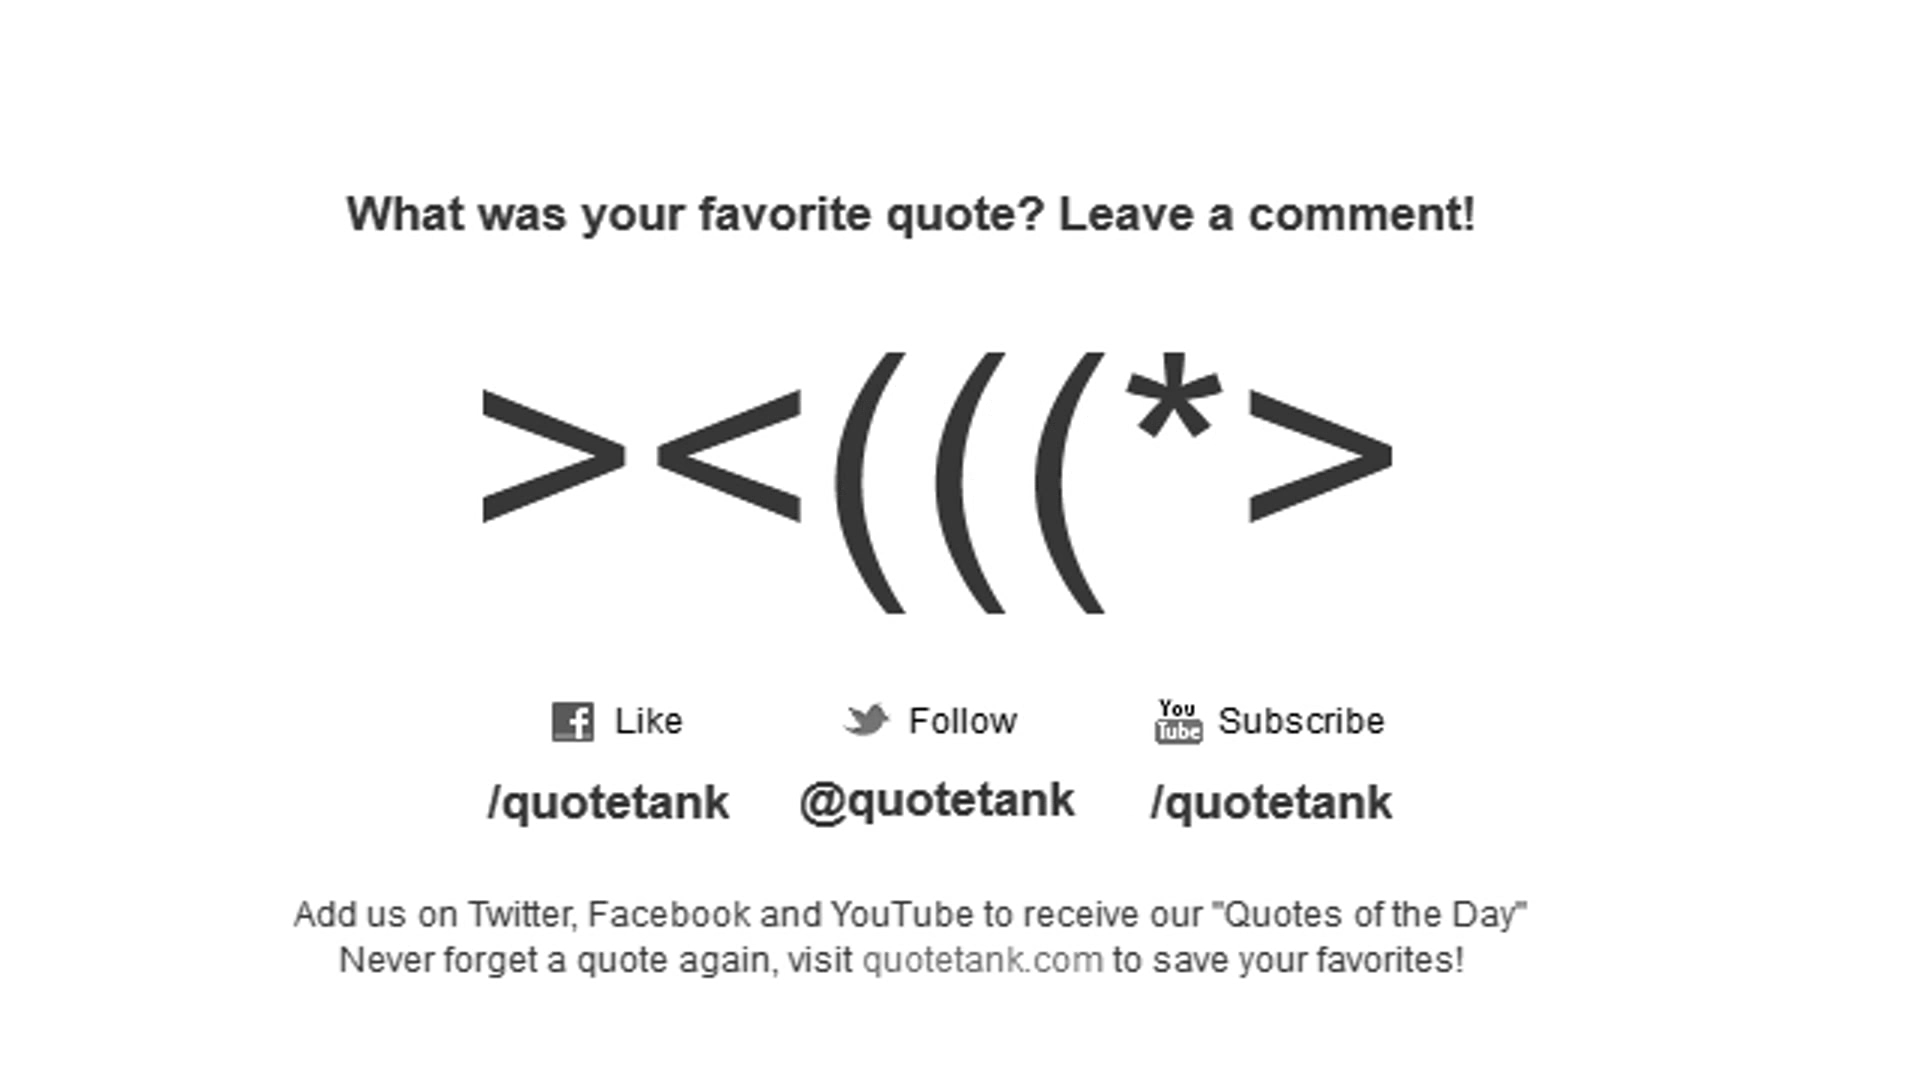 What was your favorite quote? Leave a comment!
><(((*>
f Like Follow You Tube Subscribe
/quotetank @quotetank /quotetank
Add us on Twitter, Facebook and YouTube to receive our "Quotes of the Day"
Never forget a quote again, visit quotetank.com to save your favorites!